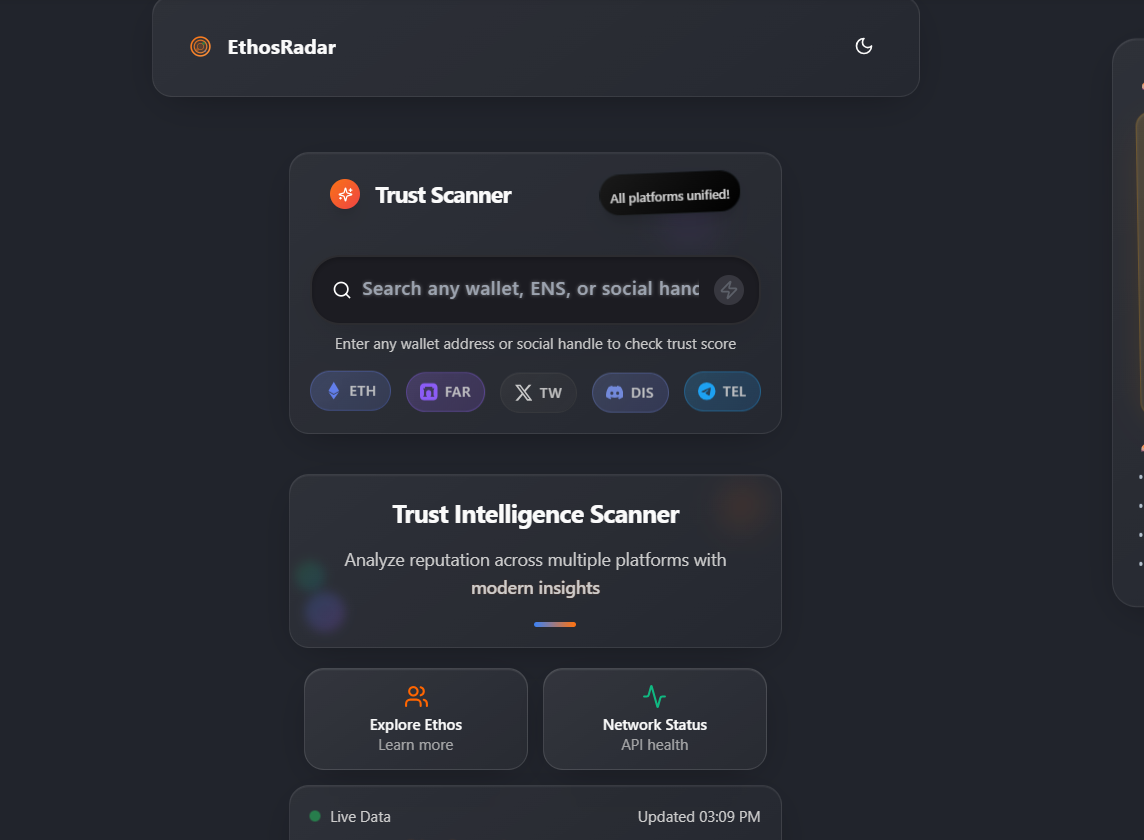 EthosRadar
Trust Scanner
All platforms unified!
Search any wallet, ENS, or social hand
Enter any wallet address or social handle to check trust score
ETH
FAR
TW
DIS
TEL
Trust Intelligence Scanner
Analyze reputation across multiple platforms with
modern insights
Explore Ethos
Learn more
Network Status
API health
Live Data
Updated 03:09 PM